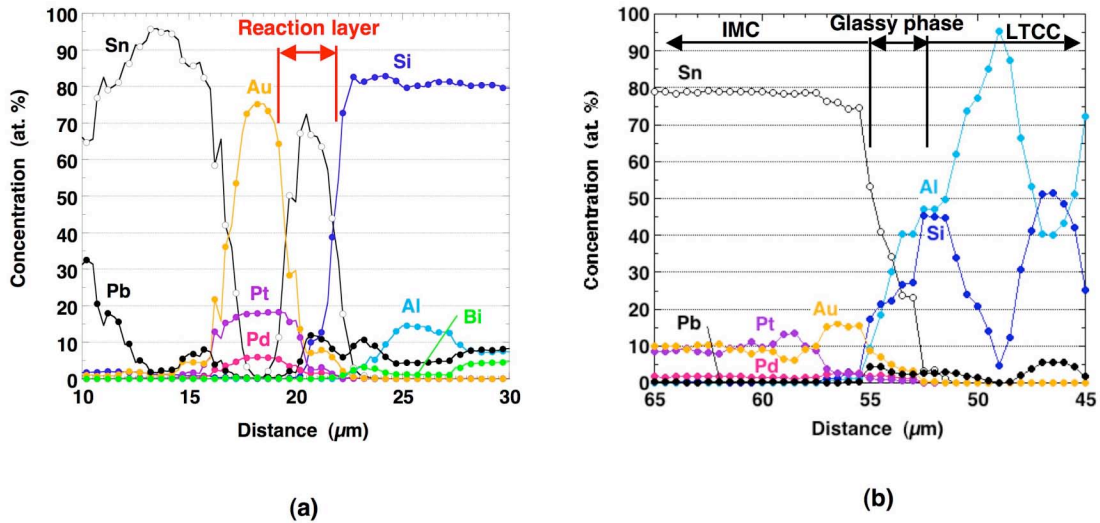 Reaction layer
Sn
Si
Au
Pb
Pt
Pd
Al
Bi
Concentration (at. %)
100
90
80
70
60
50
40
30
20
10
0
10
15
20
25
30
Distance (µm)
(a)
IMC
Glassy phase
LTCC
Sn
Al
Si
Au
Pt
Pb
Pd
Concentration (at. %)
100
90
80
70
60
50
40
30
20
10
0
65
60
55
50
45
Distance (µm)
(b)